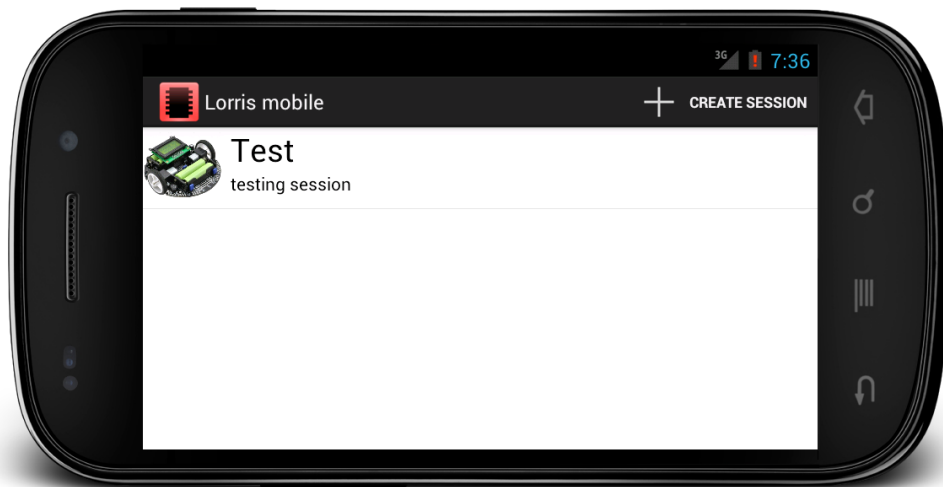 3G 7:36
Lorris mobile CREATE SESSION
Test
testing session